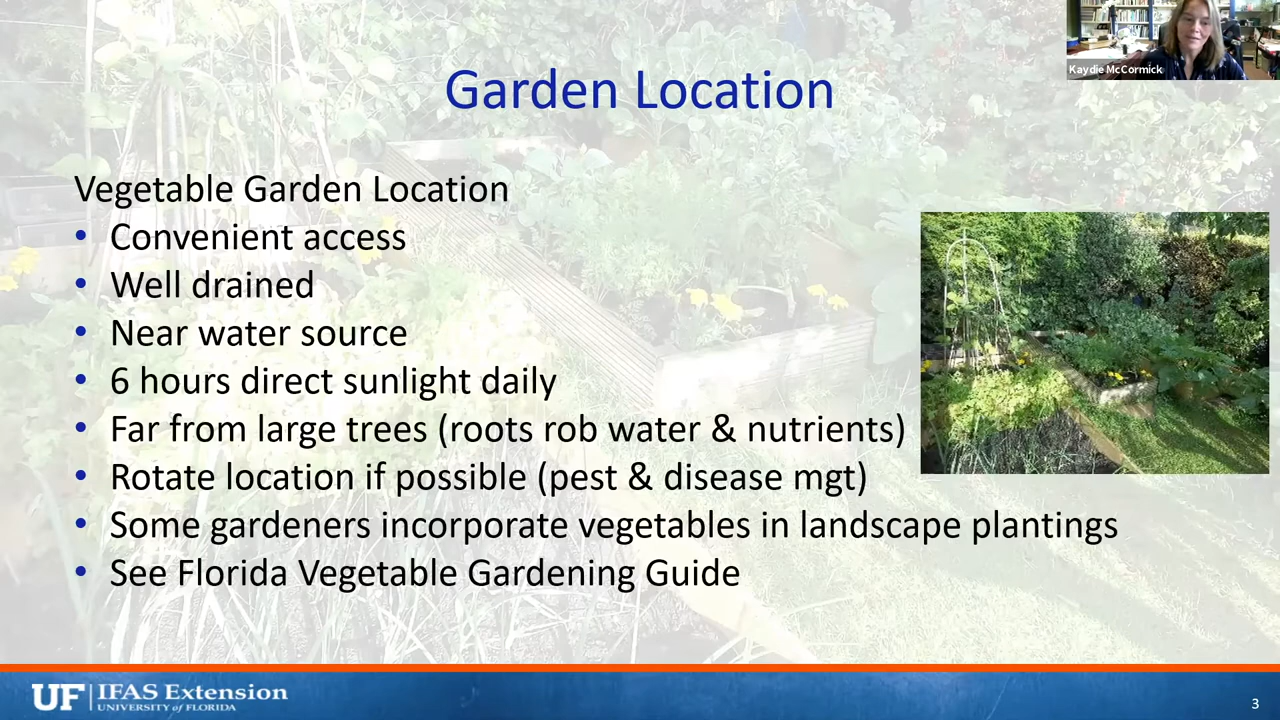 Kaydie McCormick
Garden Location
Vegetable Garden Location
• Convenient access
• Well drained
• Near water source
• 6 hours direct sunlight daily
• Far from large trees (roots rob water & nutrients)
• Rotate location if possible (pest & disease mgt)
• Some gardeners incorporate vegetables in landscape plantings
• See Florida Vegetable Gardening Guide
UF | IFAS Extension
UNIVERSITY of FLORIDA
3